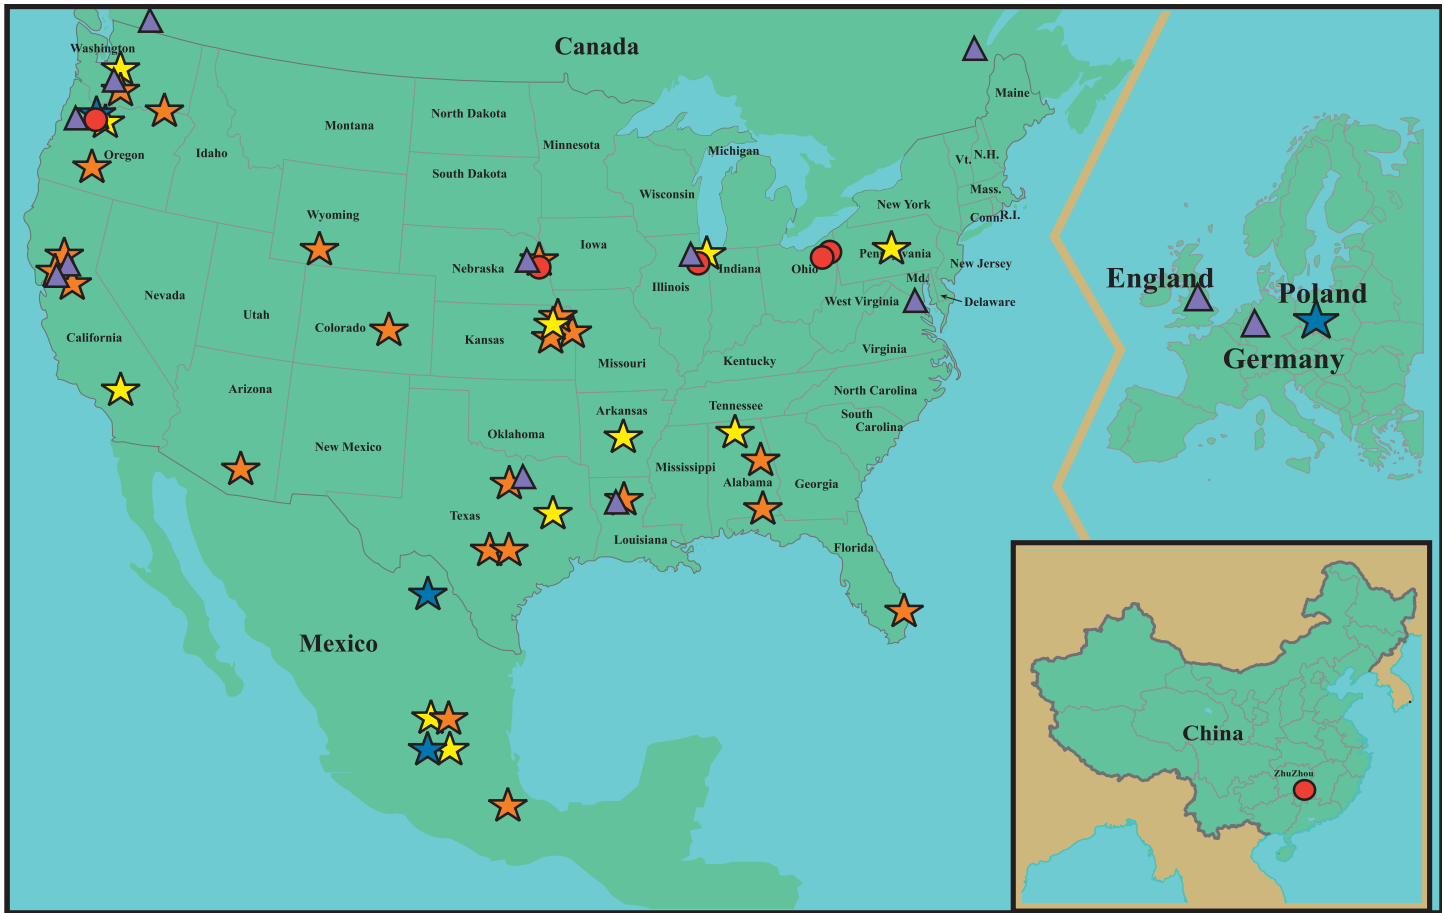 Canada
Washington
Oregon
Idaho
Montana
North Dakota
South Dakota
Minnesota
Michigan
Wisconsin
Maine
Vt.
N.H.
Mass.
Conn.
R.I.
New York
Wyoming
Nebraska
Iowa
Illinois
Indiana
Ohio
New Jersey
Md.
Delaware
West Virginia
Virginia
Nevada
Utah
California
Colorado
Kansas
Missouri
Kentucky
North Carolina
South
Carolina
Arizona
New Mexico
Oklahoma
Arkansas
Tennessee
Mississippi
Alabama
Georgia
Texas
Louisiana
Florida
Mexico
England
Poland
Germany
China
ZhuZhou